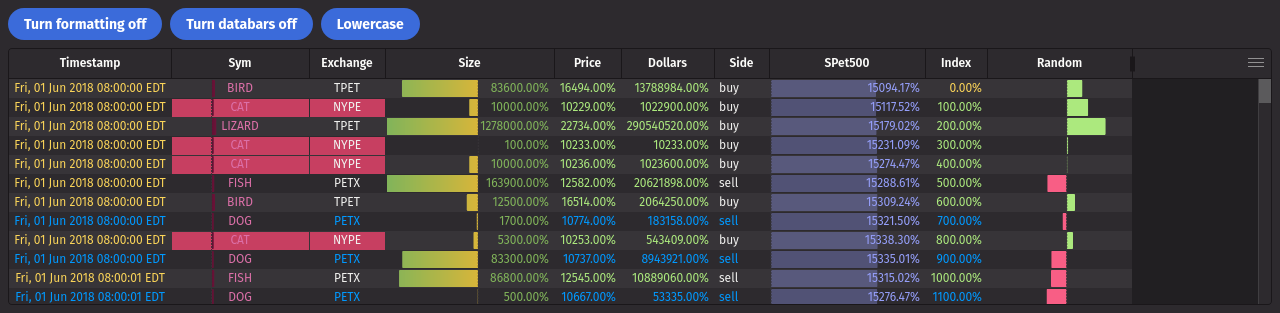 Turn formatting off Turn databars off Lowercase
Timestamp Sym Exchange Size Price Dollars Side SPet500 Index Random
Fri, 01 Jun 2018 08:00:00 EDT BIRD TPET 83600.00% 16494.00% 13788984.00% buy 15094.17% 0.00%
Fri, 01 Jun 2018 08:00:00 EDT CAT NYPE 10000.00% 10229.00% 1022900.00% buy 15117.52% 100.00%
Fri, 01 Jun 2018 08:00:00 EDT LIZARD TPET 1278000.00% 22734.00% 290540520.00% buy 15179.02% 200.00%
Fri, 01 Jun 2018 08:00:00 EDT CAT NYPE 100.00% 10233.00% 10233.00% buy 15231.09% 300.00%
Fri, 01 Jun 2018 08:00:00 EDT CAT NYPE 10000.00% 10236.00% 1023600.00% buy 15274.47% 400.00%
Fri, 01 Jun 2018 08:00:00 EDT FISH PETX 163900.00% 12582.00% 20621898.00% sell 15288.61% 500.00%
Fri, 01 Jun 2018 08:00:00 EDT BIRD TPET 12500.00% 16514.00% 2064250.00% buy 15309.24% 600.00%
Fri, 01 Jun 2018 08:00:00 EDT DOG PETX 1700.00% 10774.00% 183158.00% sell 15321.50% 700.00%
Fri, 01 Jun 2018 08:00:00 EDT CAT NYPE 5300.00% 10253.00% 543409.00% buy 15338.30% 800.00%
Fri, 01 Jun 2018 08:00:00 EDT DOG PETX 83300.00% 10737.00% 8943921.00% sell 15335.01% 900.00%
Fri, 01 Jun 2018 08:00:01 EDT FISH PETX 86800.00% 12545.00% 10889060.00% sell 15315.02% 1000.00%
Fri, 01 Jun 2018 08:00:01 EDT DOG PETX 500.00% 10667.00% 53335.00% sell 15276.47% 1100.00%